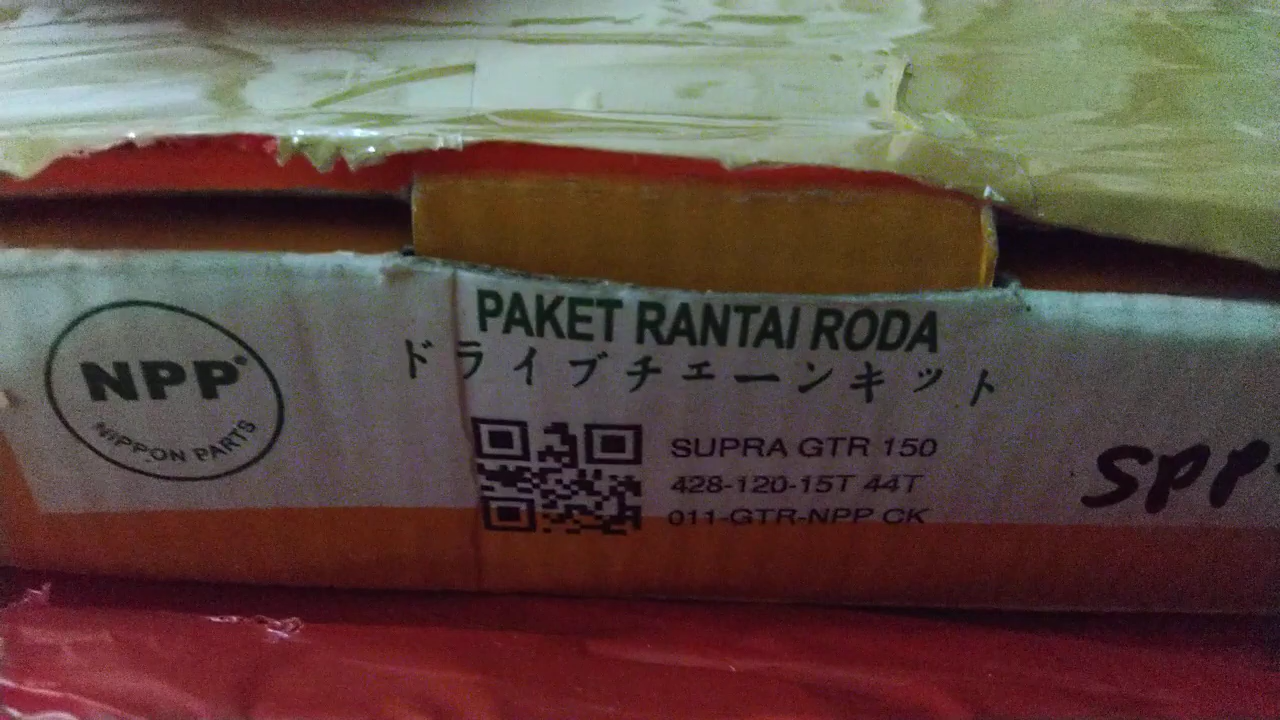 NPP
NIPPON PARTS
PAKET RANTAI RODA
ドライブチェーンキット
SUPRA GTR 150
428-120-15T 44T
011-GTR-NPP CK
SPP